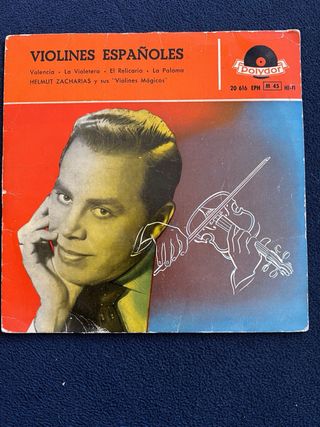 VIOLINES ESPAÑOLES
Valencia - La Violetera - El Relicario - La Paloma
HELMUT ZACHARIAS y sus "Violines Mágicos"
Polydor
20 616 EPH M 45 HI-FI